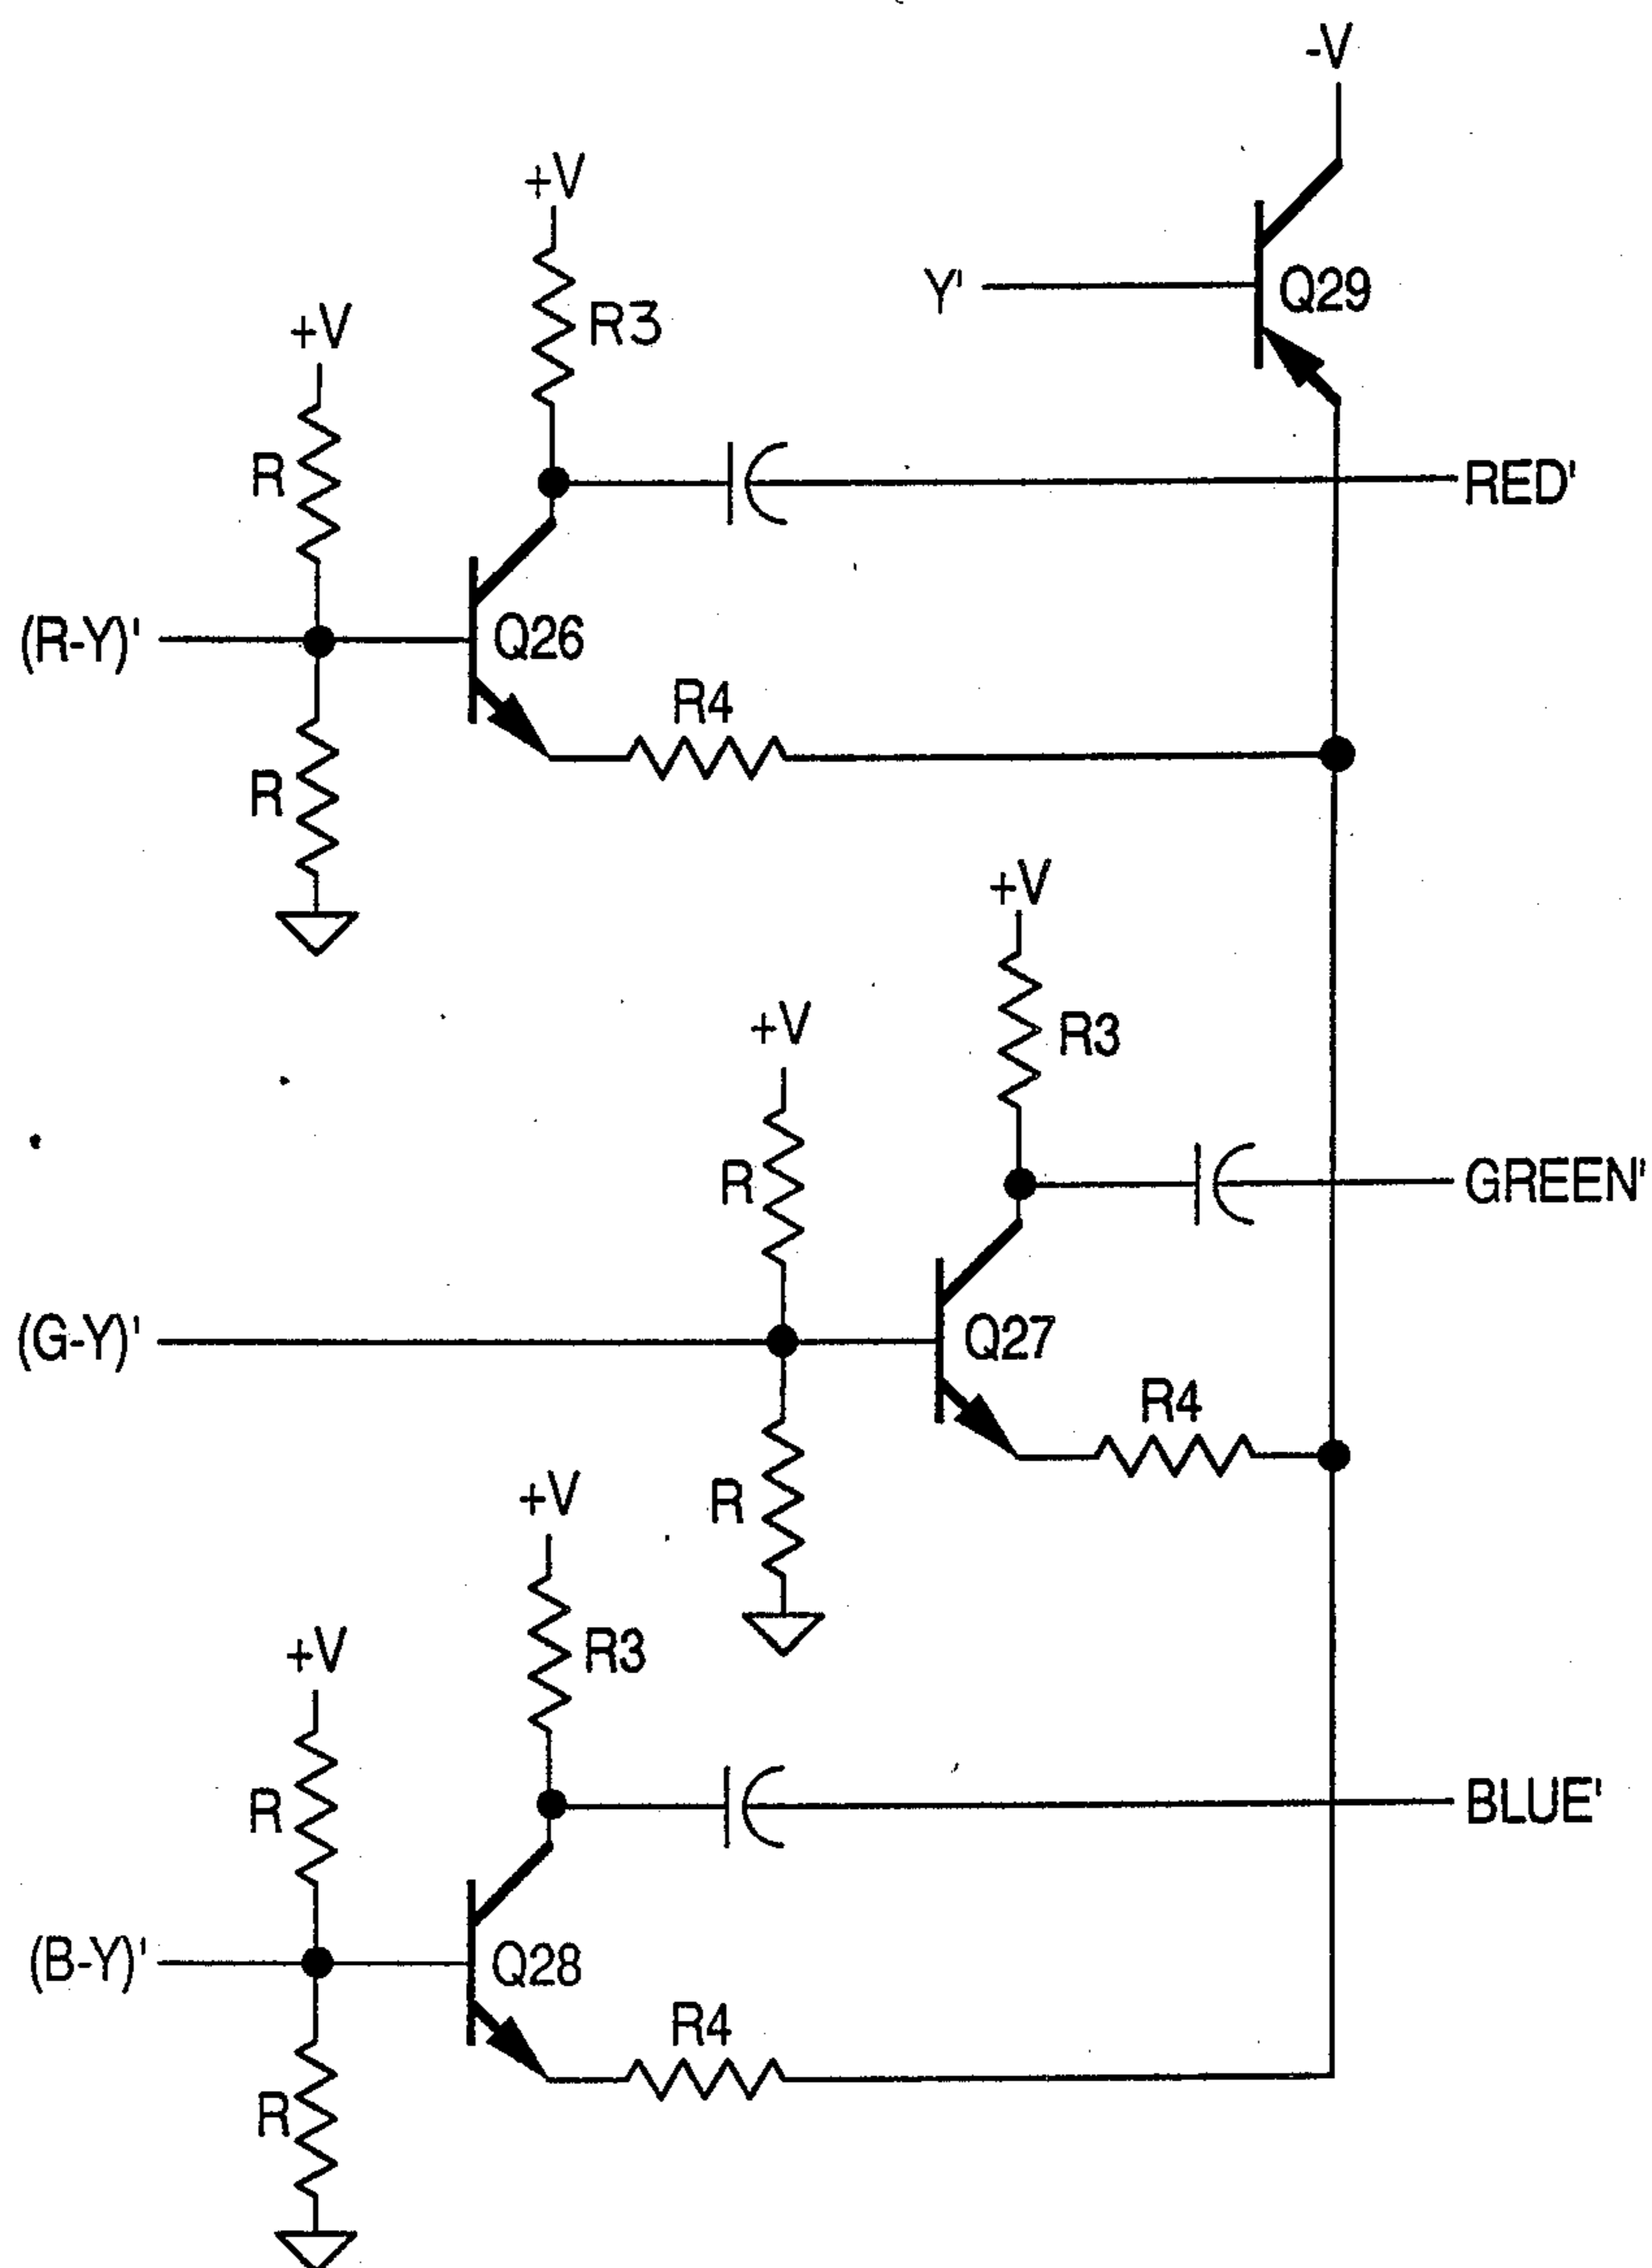 -V
+V
Y'
Q29
R3
+V
R
RED'
(R-Y)'
Q26
R4
R
+V
R3
+V
R
GREEN'
(G-Y)'
Q27
R4
R
+V
R3
+V
R
BLUE'
(B-Y)'
Q28
R4
R